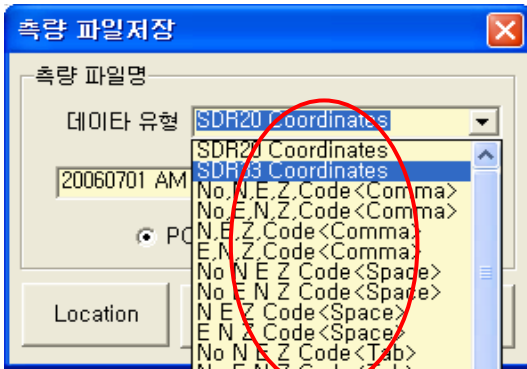 측량 파일저장
측량 파일명
데이타 유형 SDR20 Coordinates
SDR20 Coordinates
SDR33 Coordinates
20060701 AM
No,N,E,Z,Code<Comma>
No,E,N,Z,Code<Comma>
N,E,Z,Code<Comma>
E,N,Z,Code<Comma>
No N E Z Code<Space>
No E N Z Code<Space>
N E Z Code<Space>
E N Z Code<Space>
No N E Z Code<Tab>
Location